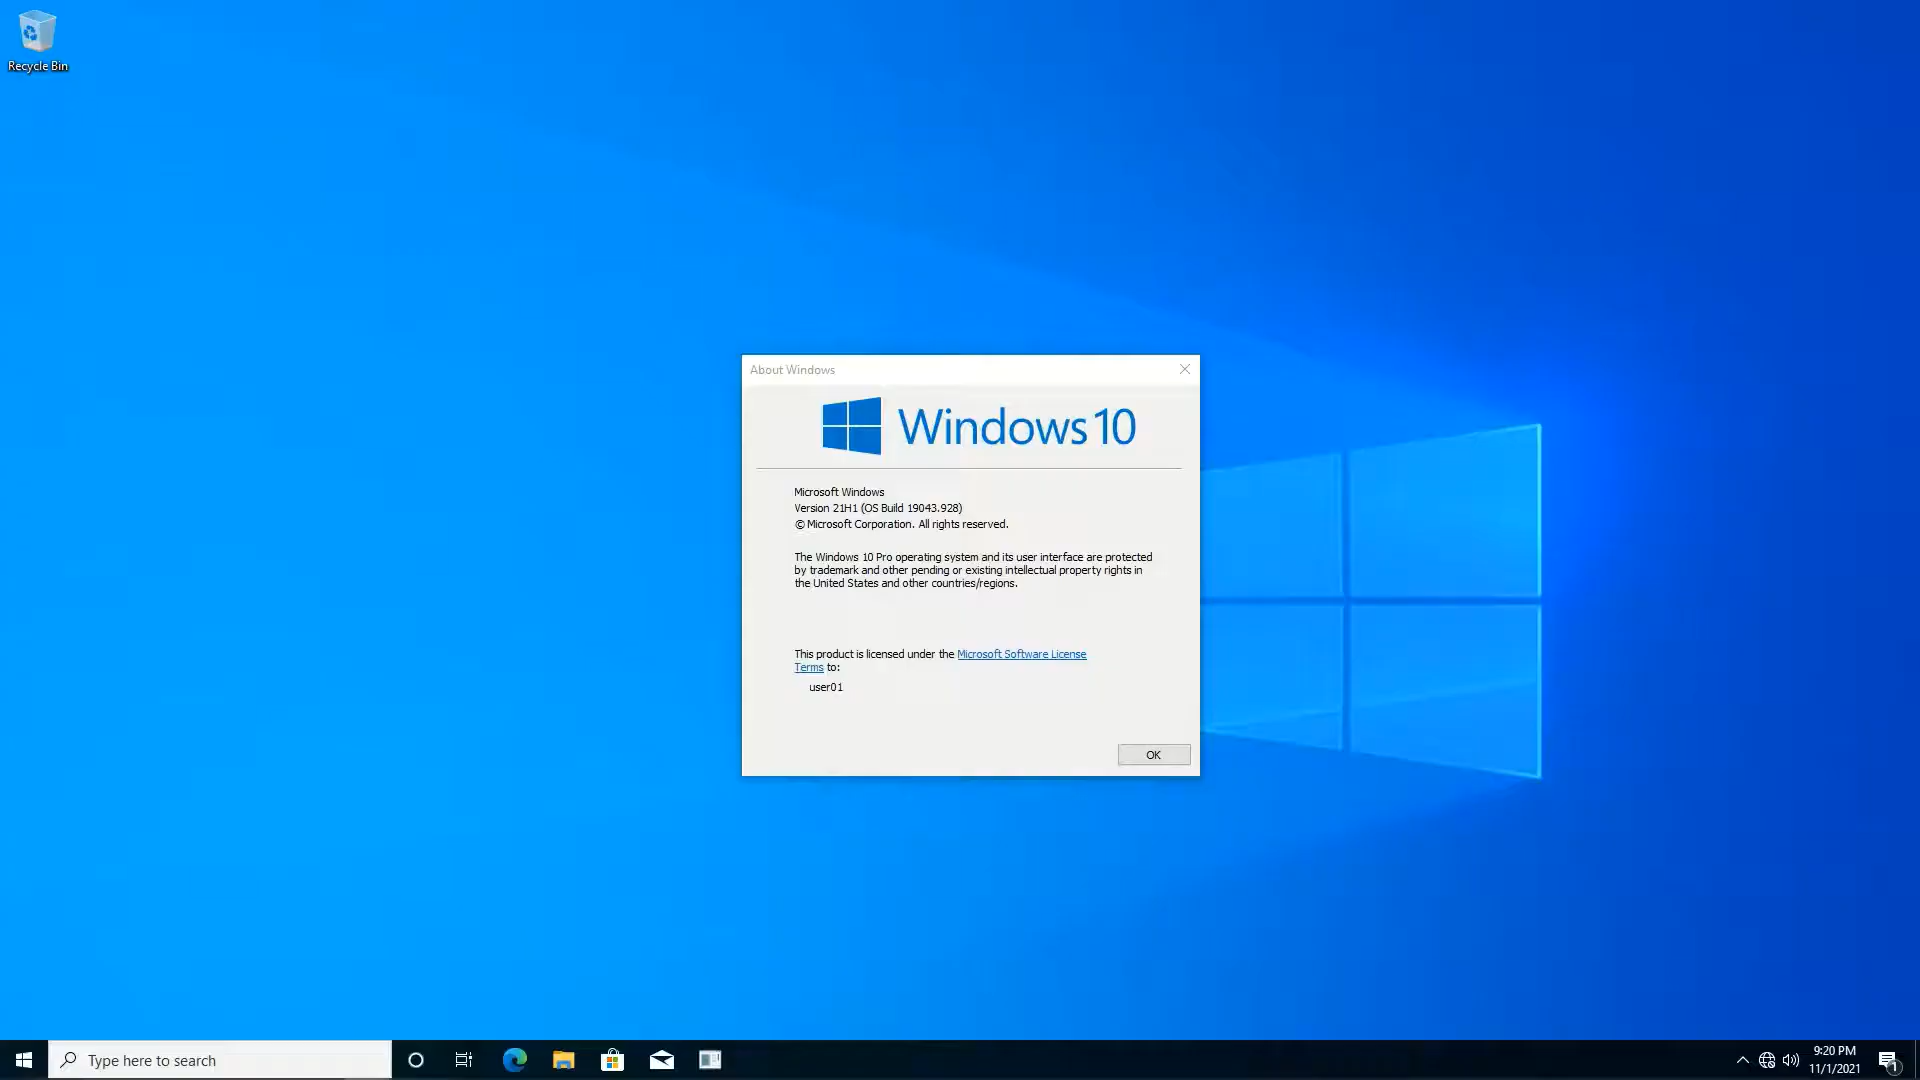 Recycle Bin
About Windows
Windows 10
Microsoft Windows
Version 21H1 (OS Build 19043.928)
© Microsoft Corporation. All rights reserved.
The Windows 10 Pro operating system and its user interface are protected
by trademark and other pending or existing intellectual property rights in
the United States and other countries/regions.
This product is licensed under the Microsoft Software License
Terms to:
user01
OK
Type here to search
9:20 PM
11/1/2021
1